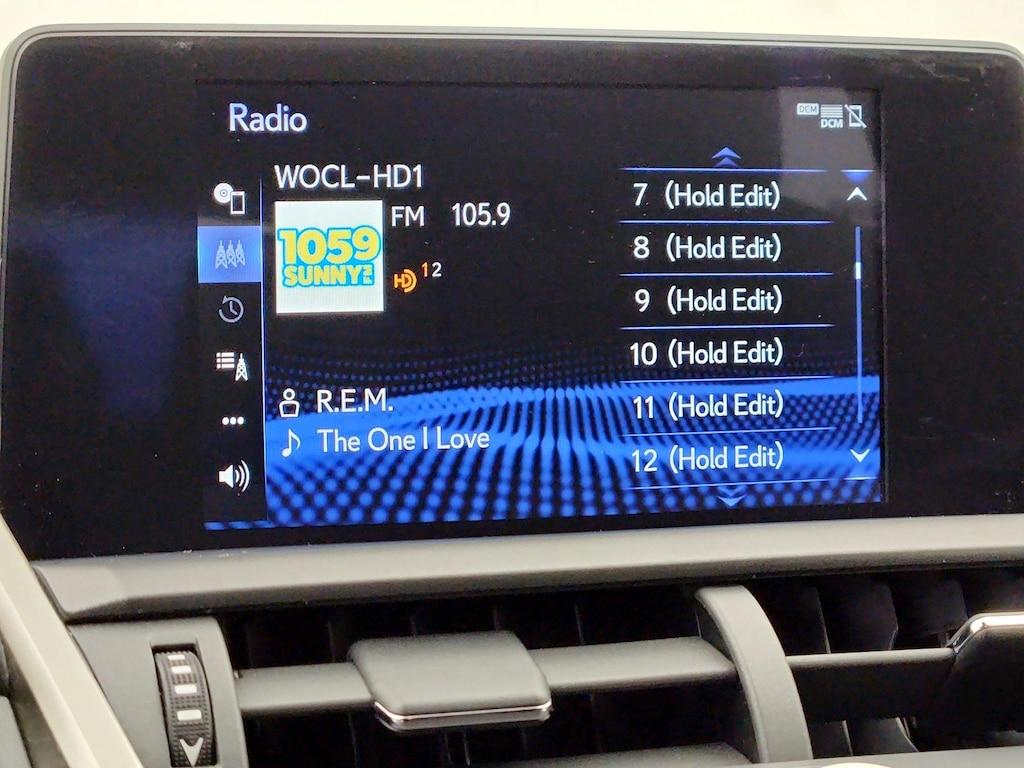 Radio
DCM
DCM
WOCL-HD1
FM 105.9
1059
SUNNY FM
HD 1 2
R.E.M.
The One I Love
7 (Hold Edit)
8 (Hold Edit)
9 (Hold Edit)
10 (Hold Edit)
11 (Hold Edit)
12 (Hold Edit)